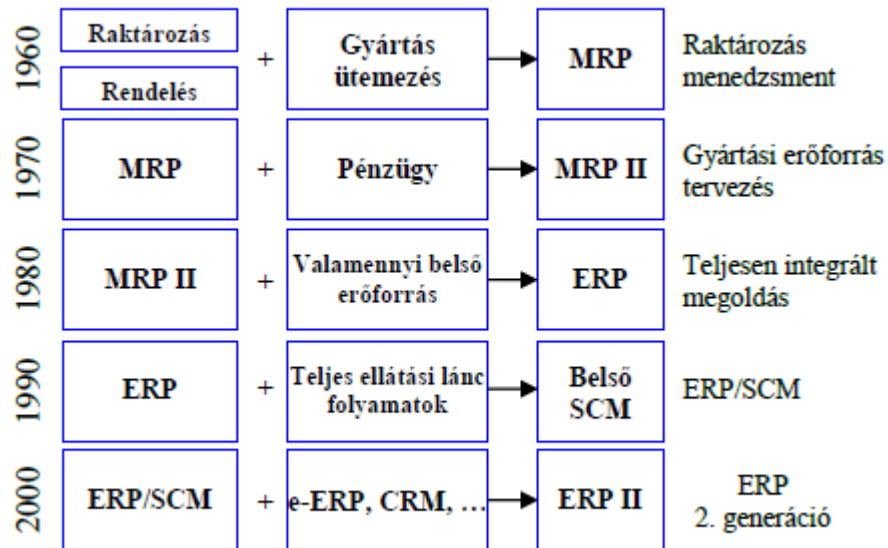 1960
Raktározás
Rendelés
+
Gyártás
ütemezés
MRP
Raktározás
menedzsment
1970
MRP
+
Pénzügy
MRP II
Gyártási erőforrás
tervezés
1980
MRP II
+
Valamennyi belső
erőforrás
ERP
Teljesen integrált
megoldás
1990
ERP
+
Teljes ellátási lánc
folyamatok
Belső
SCM
ERP/SCM
2000
ERP/SCM
+
e-ERP, CRM, …
ERP II
ERP
2. generáció